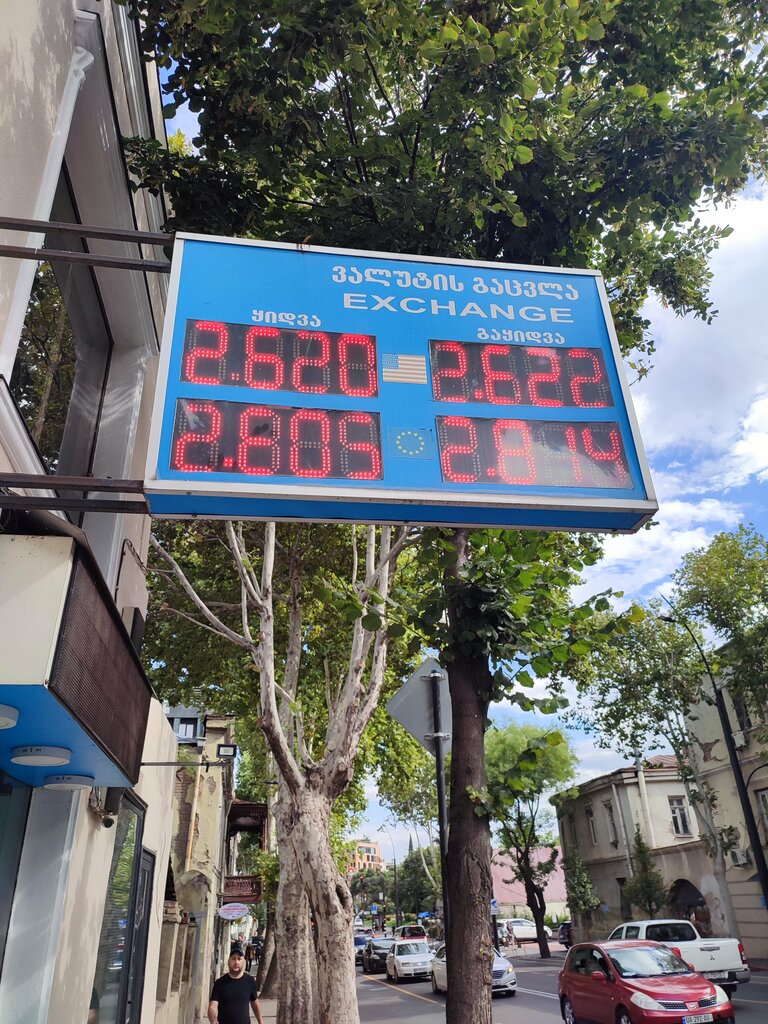 ვალუტის გაცვლა
EXCHANGE
ყიდვა გაყიდვა
2.620 2.622
2.805 2.814